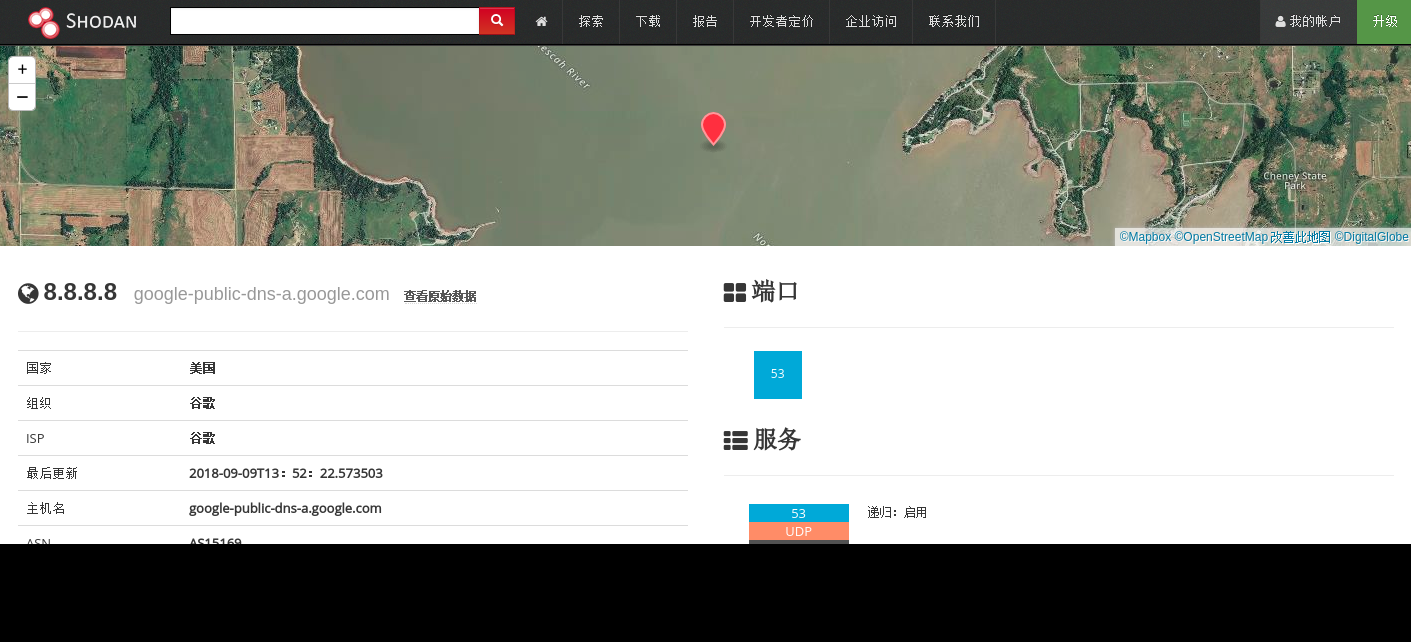 SHODAN 探索 下载 报告 开发者定价 企业访问 联系我们 我的帐户 升级
+
−
escah River
Cheney State
Park
No
©Mapbox ©OpenStreetMap 改善此地图 ©DigitalGlobe
8.8.8.8 google-public-dns-a.google.com 查看原始数据
国家 美国
组织 谷歌
ISP 谷歌
最后更新 2018-09-09T13：52：22.573503
主机名 google-public-dns-a.google.com
ASN AS15169
端口
53
服务
53
UDP
递归：启用